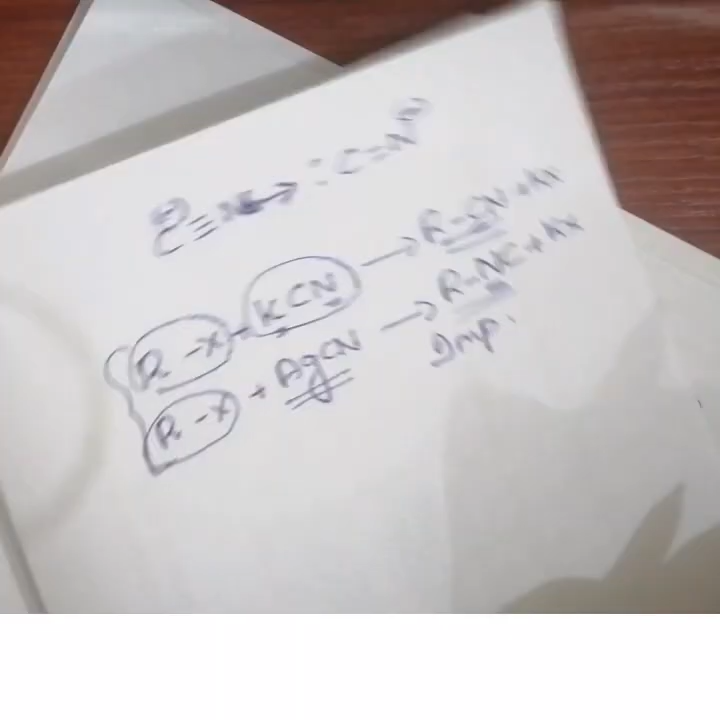 ⊖C≡N ↔ :C=N⊖
R-X + KCN → R-CN + KX
R-X + AgCN → R-NC + AX
Imp.